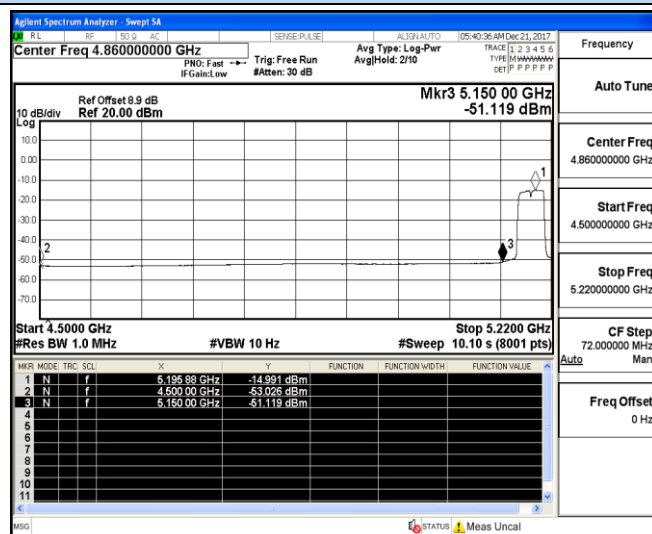 Agilent Spectrum Analyzer - Swept SA
LXI RL RF 50 Ω AC SENSE:PULSE ALIGNAUTO 05:40:36 AM Dec 21, 2017
Center Freq 4.860000000 GHz
PNO: Fast
IFGain:Low
Trig: Free Run
#Atten: 30 dB
Avg Type: Log-Pwr
Avg|Hold: 2/10
TRACE 1 2 3 4 5 6
TYPE M
DET P P P P P P
Frequency
Auto Tune
Center Freq
4.860000000 GHz
Start Freq
4.500000000 GHz
Stop Freq
5.220000000 GHz
CF Step
72.000000 MHz
Auto Man
Freq Offset
0 Hz
Mkr3 5.150 00 GHz
-51.119 dBm
10 dB/div
Log
Ref Offset 8.9 dB
Ref 20.00 dBm
10.0
0.00
-10.0
-20.0
-30.0
-40.0
-50.0
-60.0
-70.0
1
2
3
Start 4.5000 GHz
Stop 5.2200 GHz
#Res BW 1.0 MHz #VBW 10 Hz #Sweep 10.10 s (8001 pts)
MKR MODE TRC SCL X Y FUNCTION FUNCTION WIDTH FUNCTION VALUE
1 N f 5.195 88 GHz -14.991 dBm
2 N f 4.500 00 GHz -53.026 dBm
3 N f 5.150 00 GHz -51.119 dBm
4
5
6
7
8
9
10
11
MSG STATUS Meas Uncal